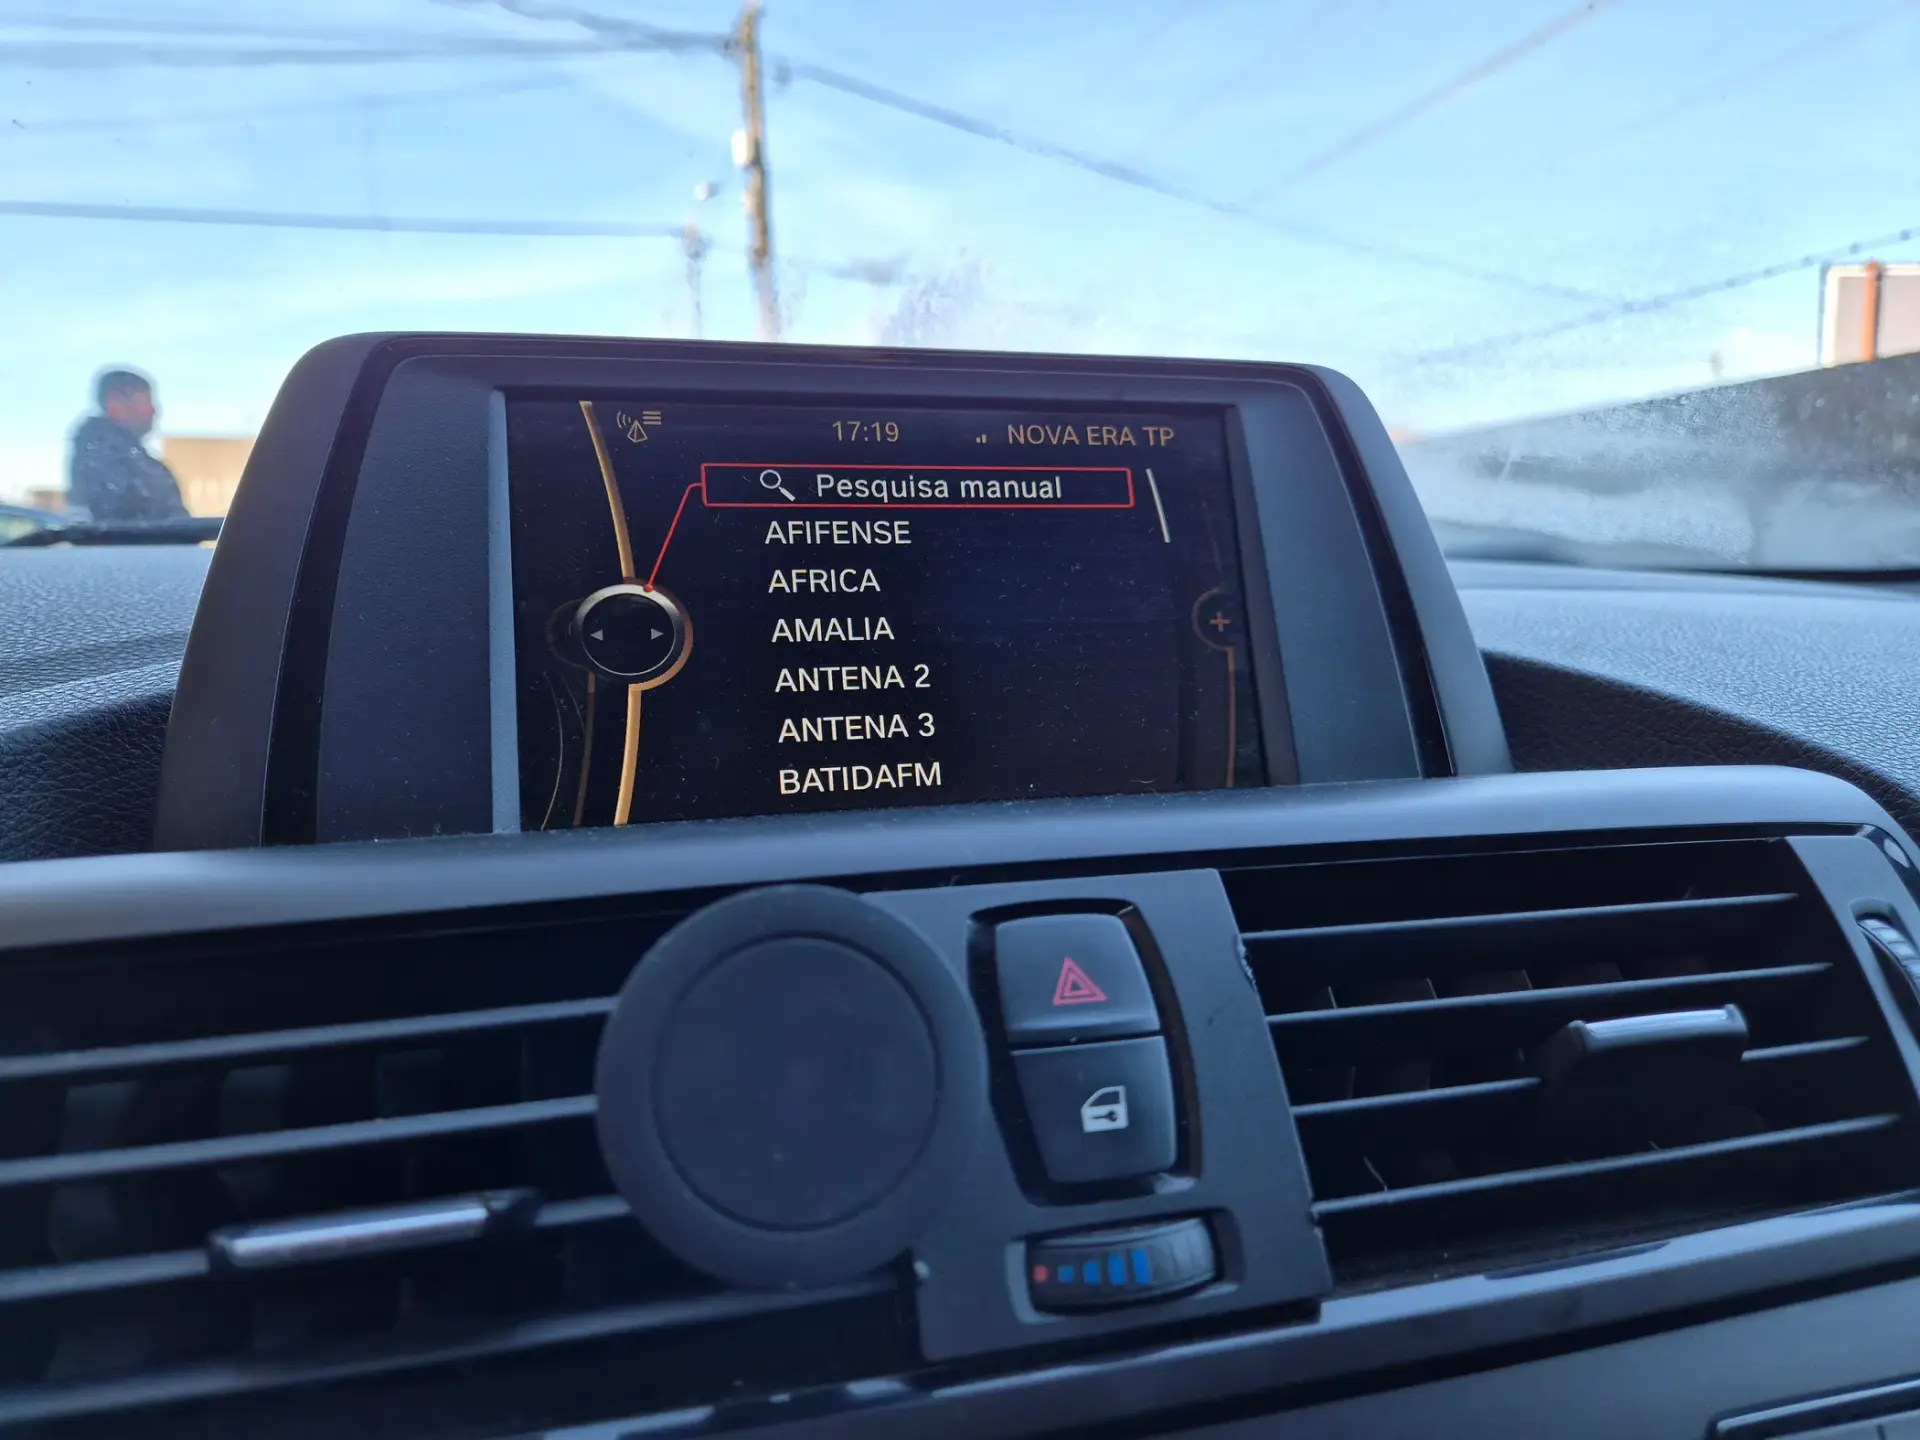 17:19 NOVA ERA TP
Pesquisa manual
AFIFENSE
AFRICA
AMALIA
ANTENA 2
ANTENA 3
BATIDAFM